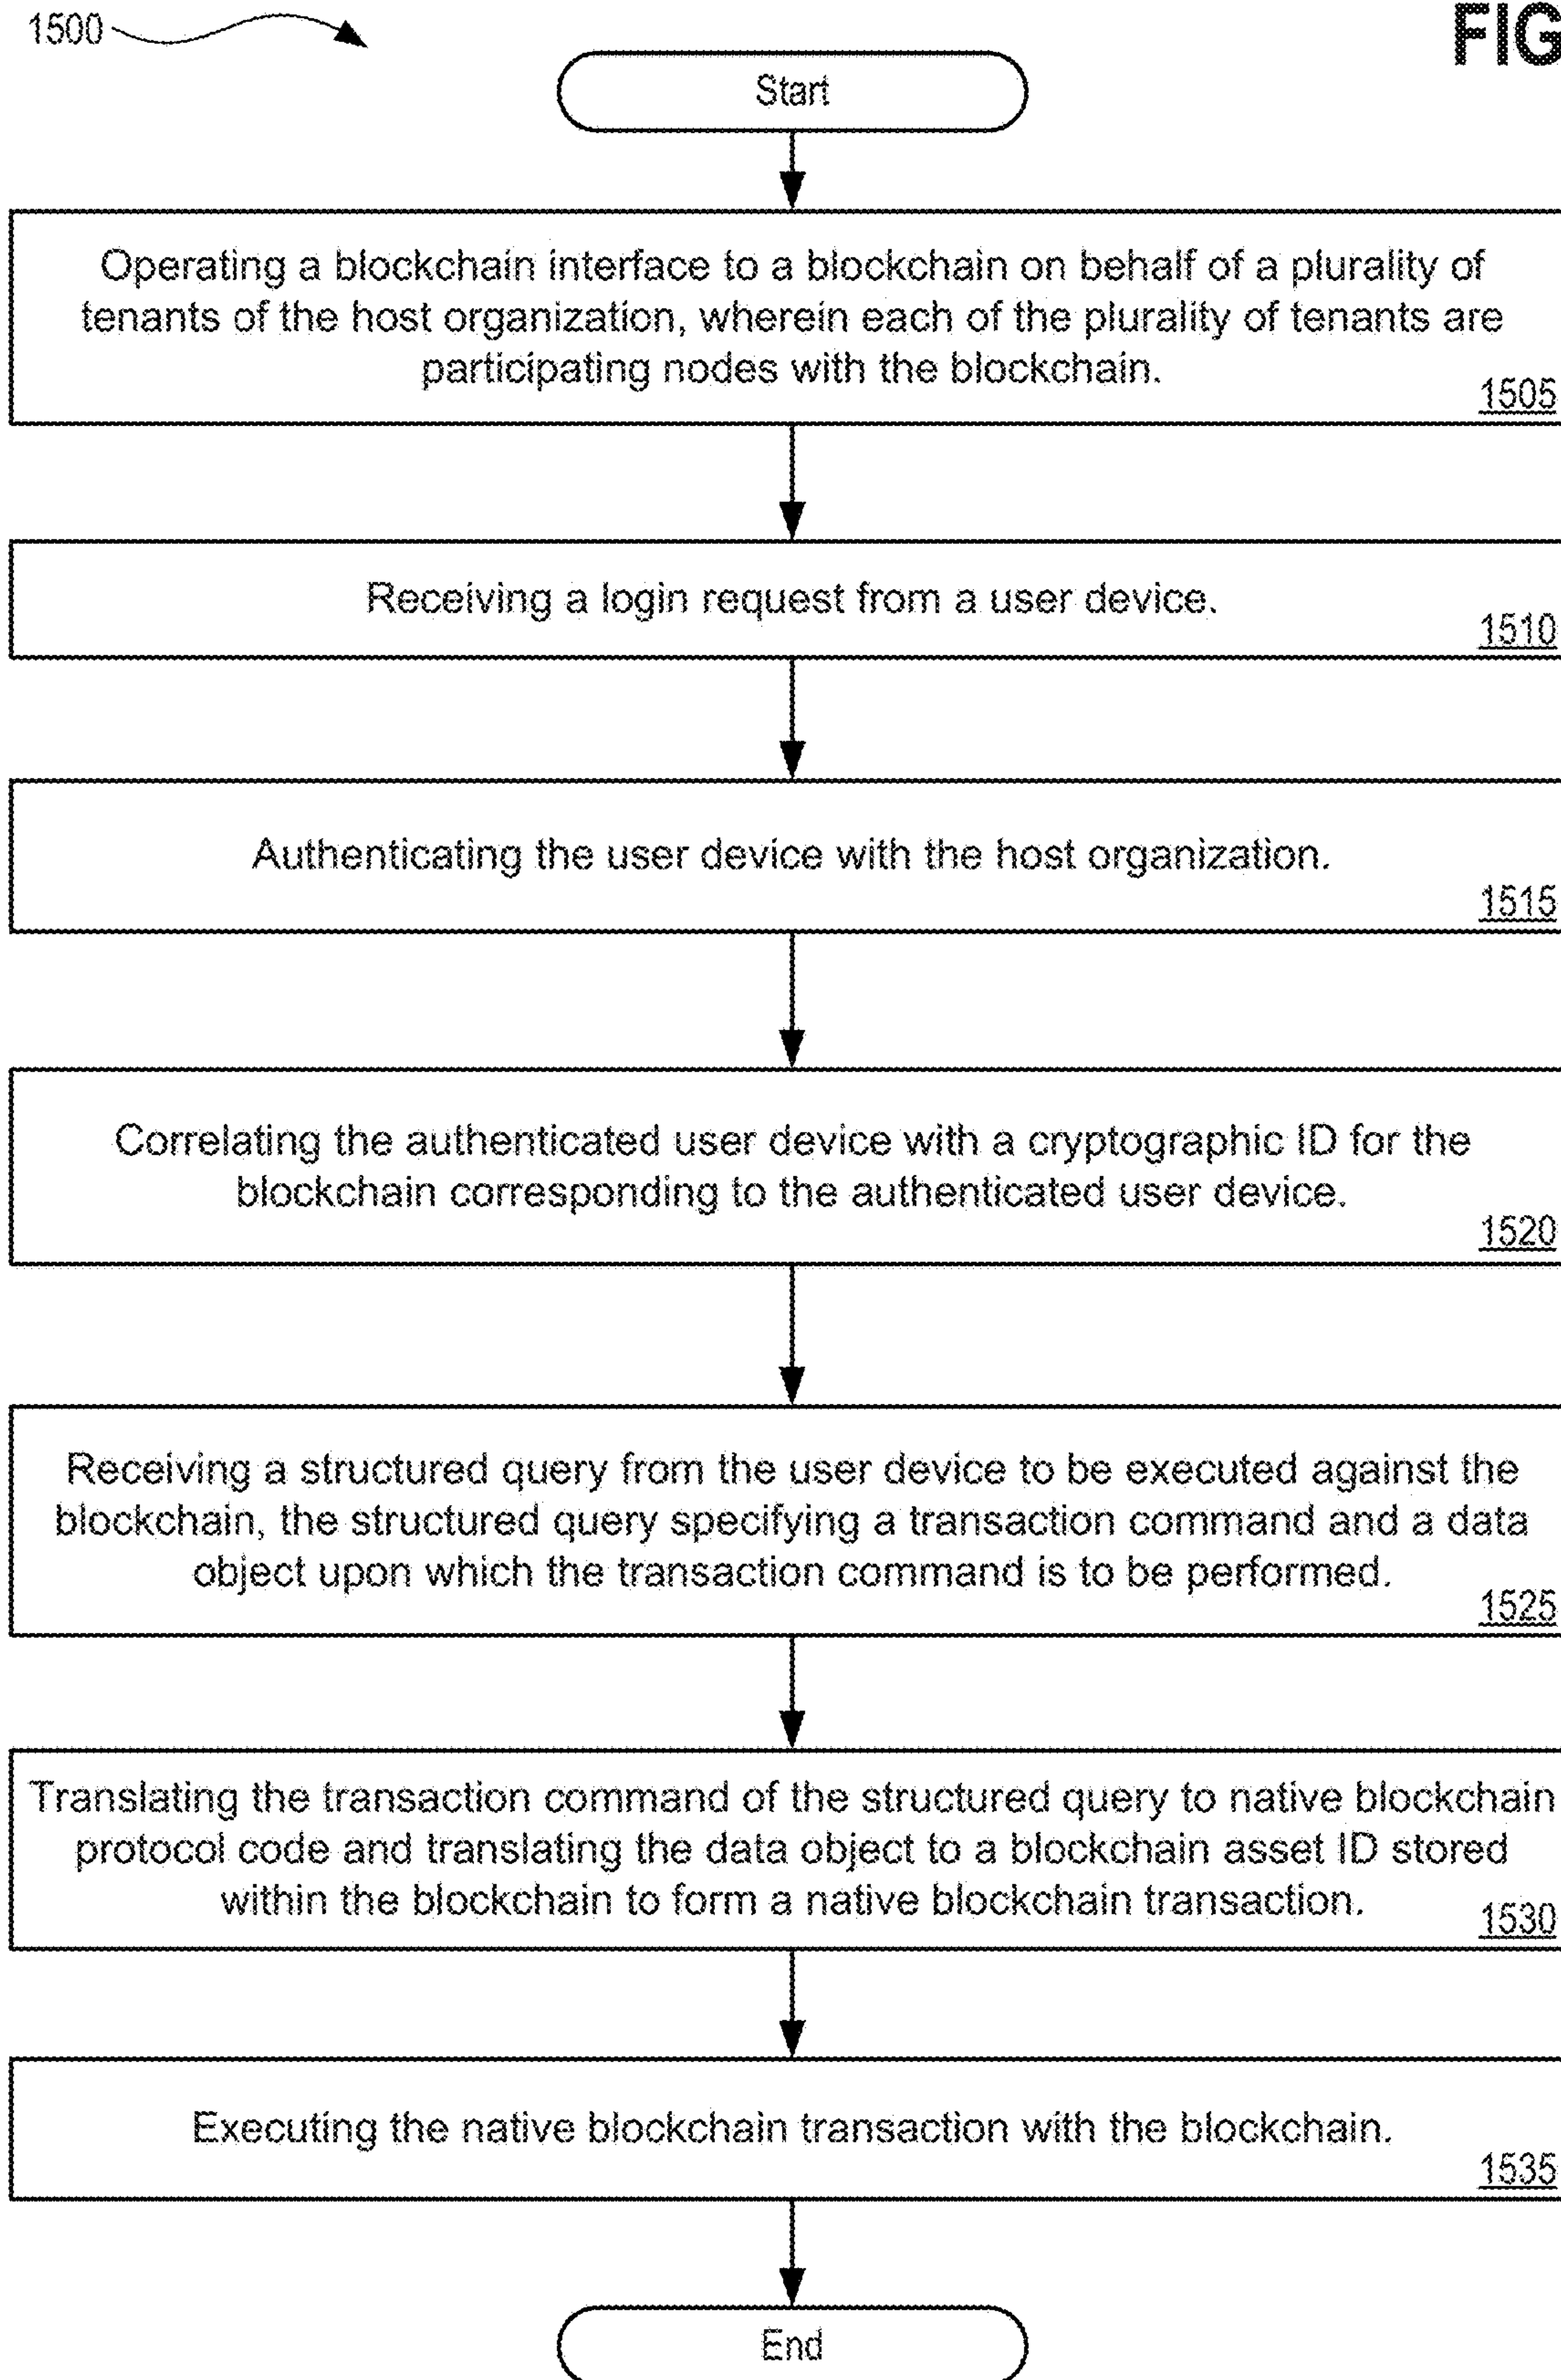 1500
FIG
Start
Operating a blockchain interface to a blockchain on behalf of a plurality of
tenants of the host organization, wherein each of the plurality of tenants are
participating nodes with the blockchain.
1505
Receiving a login request from a user device.
1510
Authenticating the user device with the host organization.
1515
Correlating the authenticated user device with a cryptographic ID for the
blockchain corresponding to the authenticated user device.
1520
Receiving a structured query from the user device to be executed against the
blockchain, the structured query specifying a transaction command and a data
object upon which the transaction command is to be performed.
1525
Translating the transaction command of the structured query to native blockchain
protocol code and translating the data object to a blockchain asset ID stored
within the blockchain to form a native blockchain transaction.
1530
Executing the native blockchain transaction with the blockchain.
1535
End